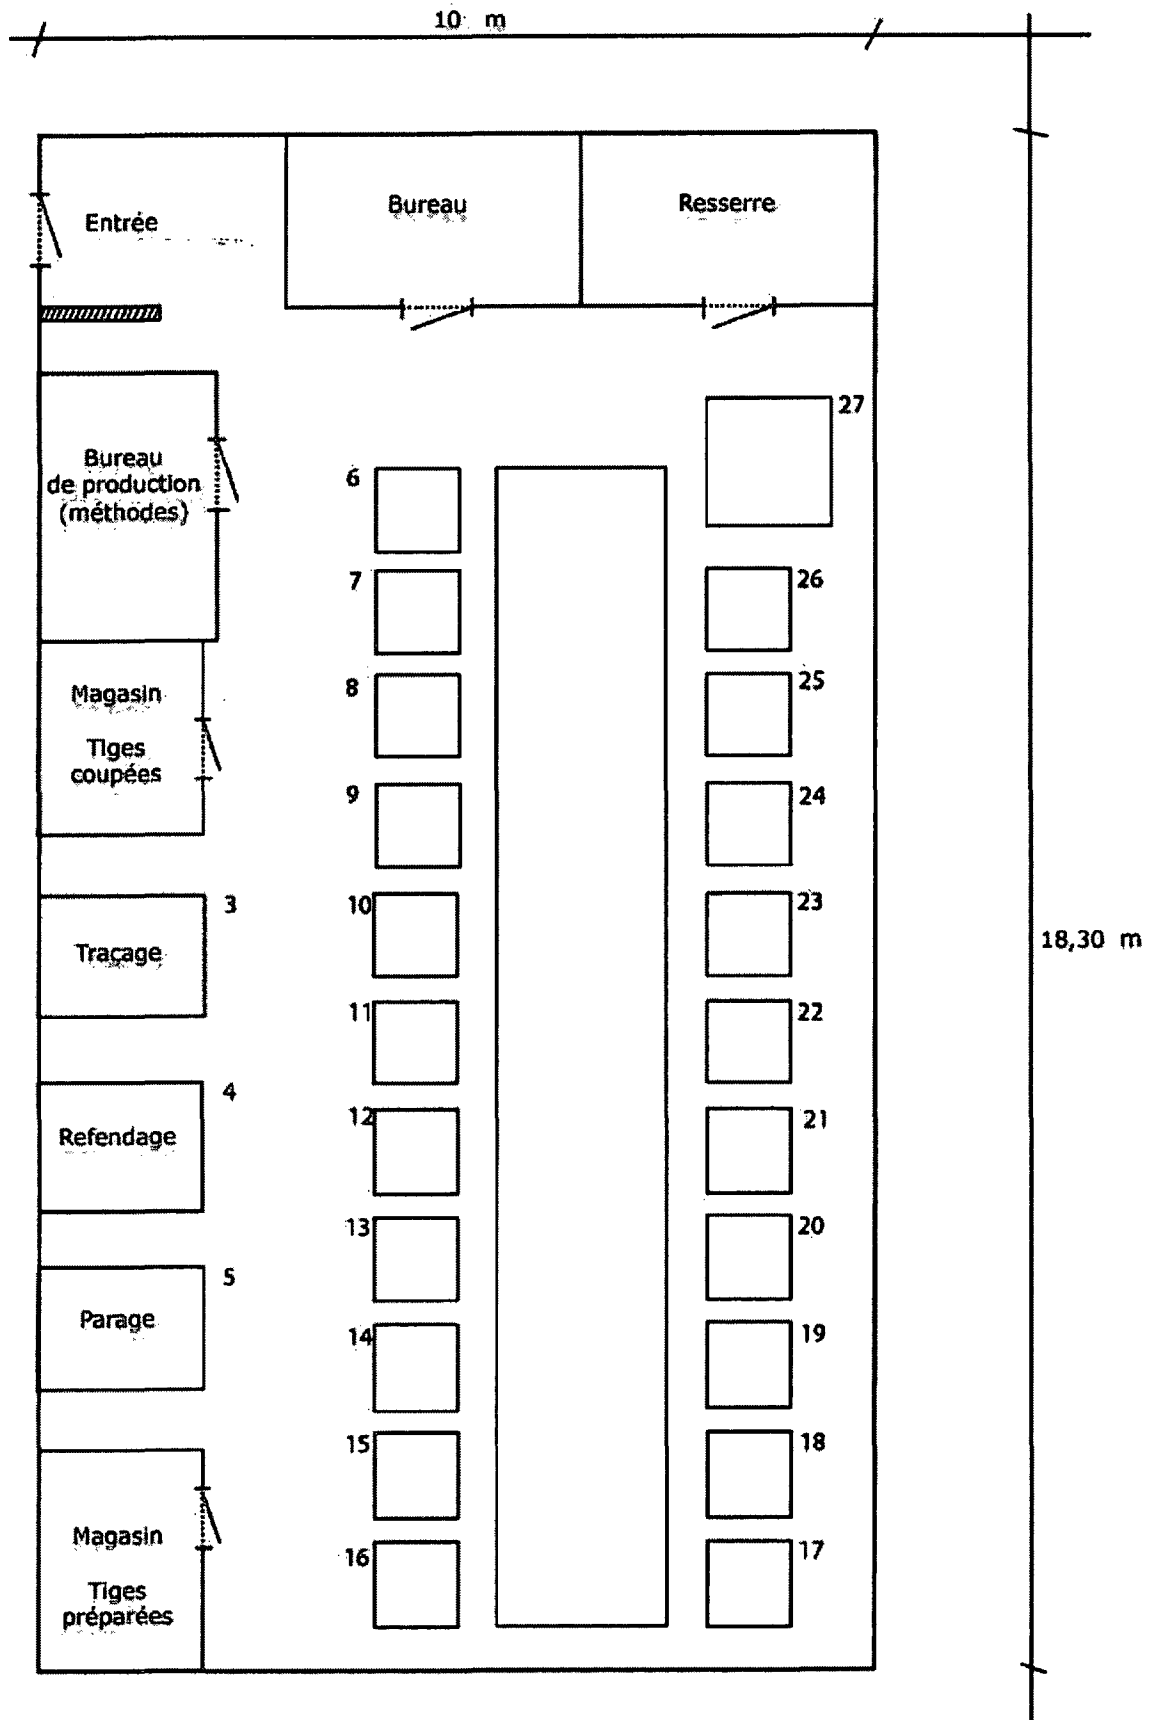 10 m
Entrée
Bureau
Resserre
27
Bureau
de production
(méthodes)
6
7
26
Magasin
Tiges
coupées
8
25
9
24
3
Traçage
10
23
18,30 m
11
22
4
Refendage
12
21
13
20
5
Parage
14
19
15
18
Magasin
Tiges
préparées
16
17